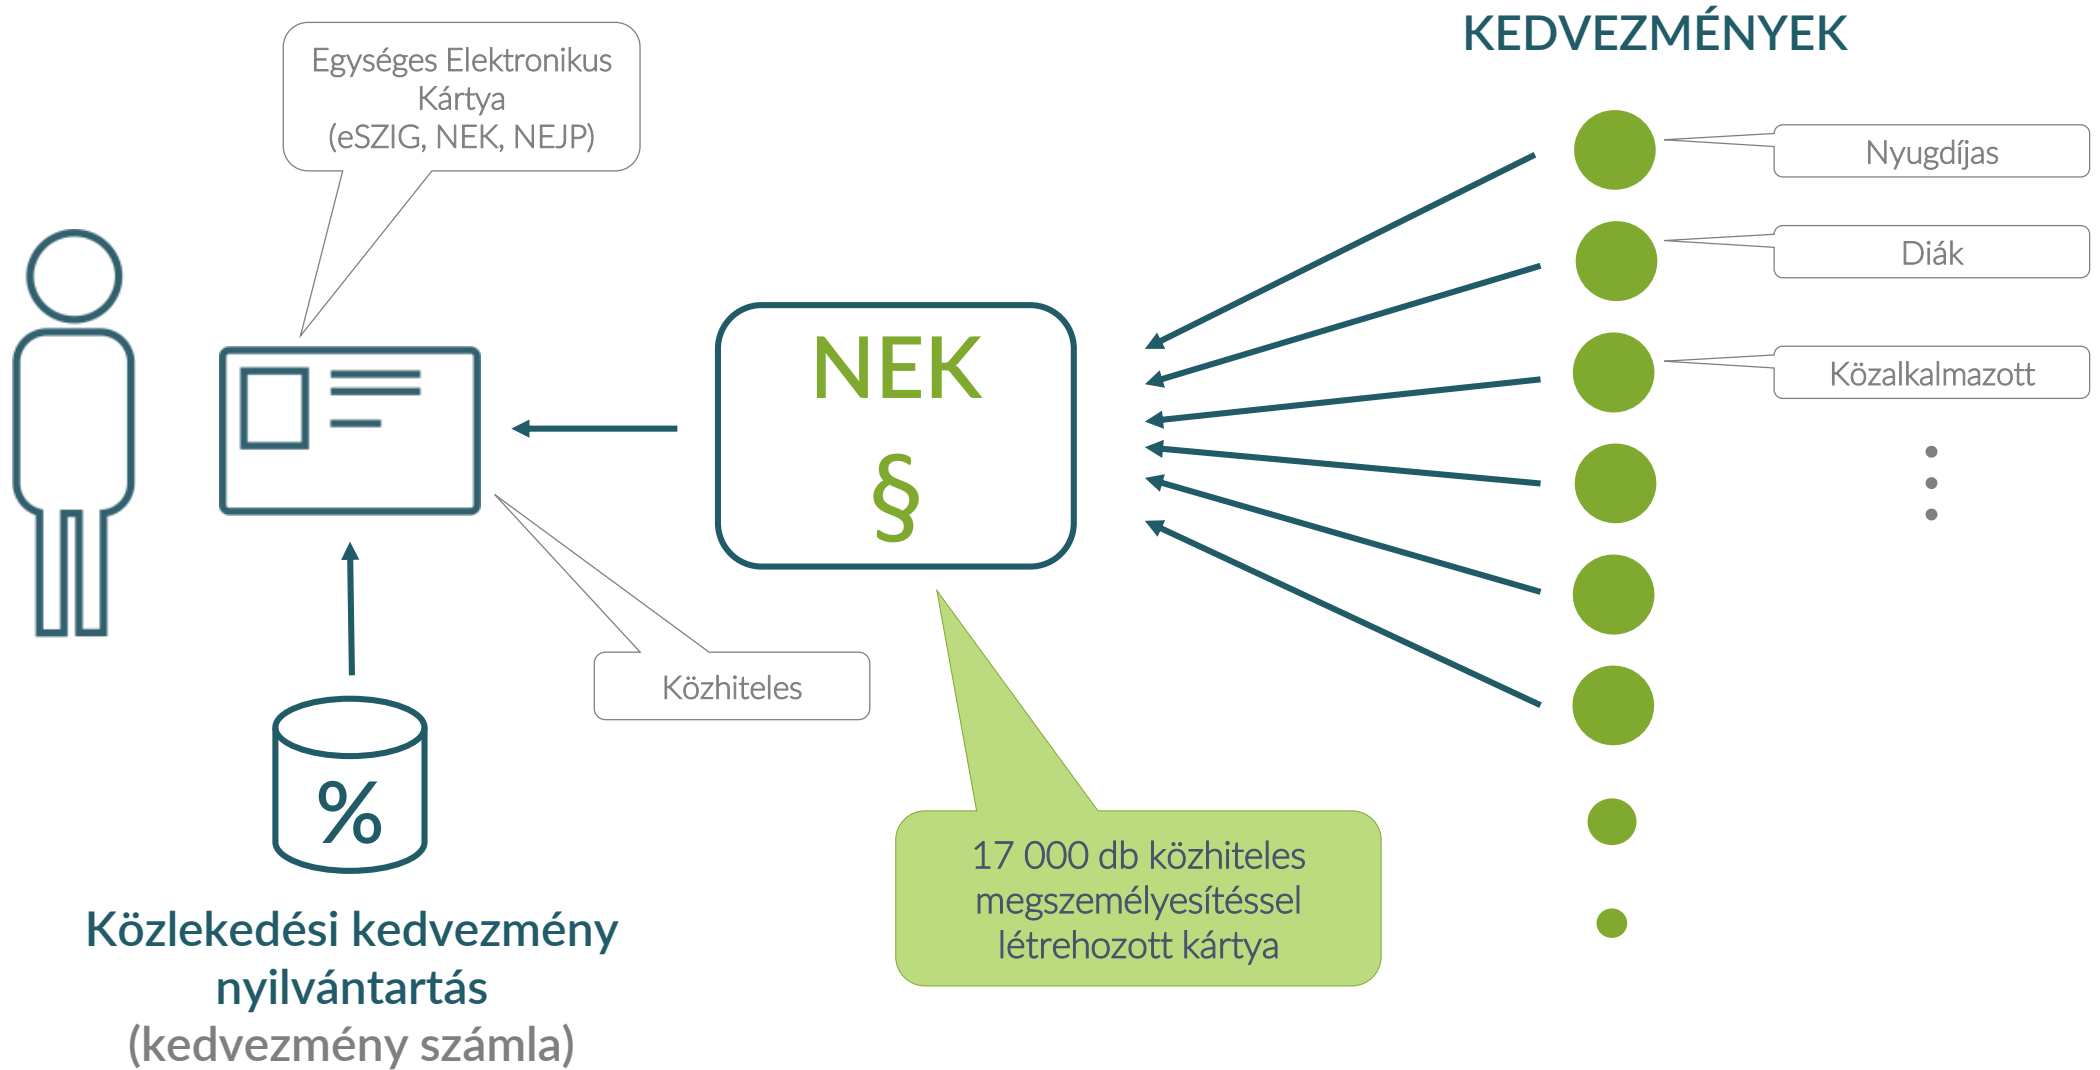 KEDVEZMÉNYEK
Egységes Elektronikus
Kártya
(eSZIG, NEK, NEJP)
Nyugdíjas
Diák
Közalkalmazott
NEK
§
Közhiteles
%
17 000 db közhiteles
megszemélyesítéssel
létrehozott kártya
Közlekedési kedvezmény
nyilvántartás
(kedvezmény számla)